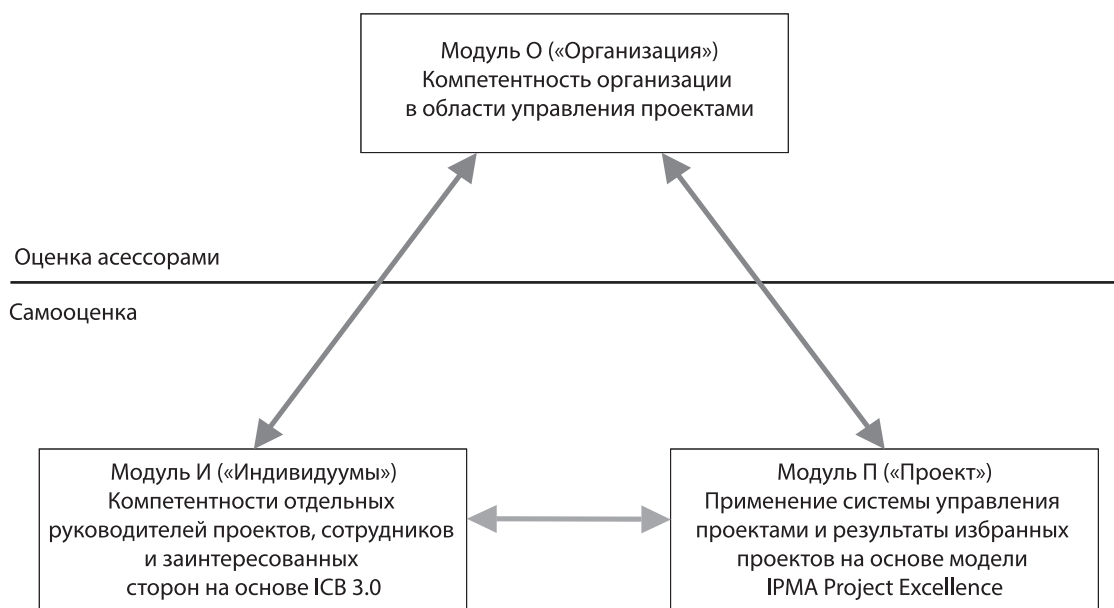 Модуль О («Организация»)
Компетентность организации
в области управления проектами
Оценка асессорами
Самооценка
Модуль И («Индивидуумы»)
Компетентности отдельных
руководителей проектов, сотрудников
и заинтересованных
сторон на основе ICB 3.0
Модуль П («Проект»)
Применение системы управления
проектами и результаты избранных
проектов на основе модели
IPMA Project Excellence